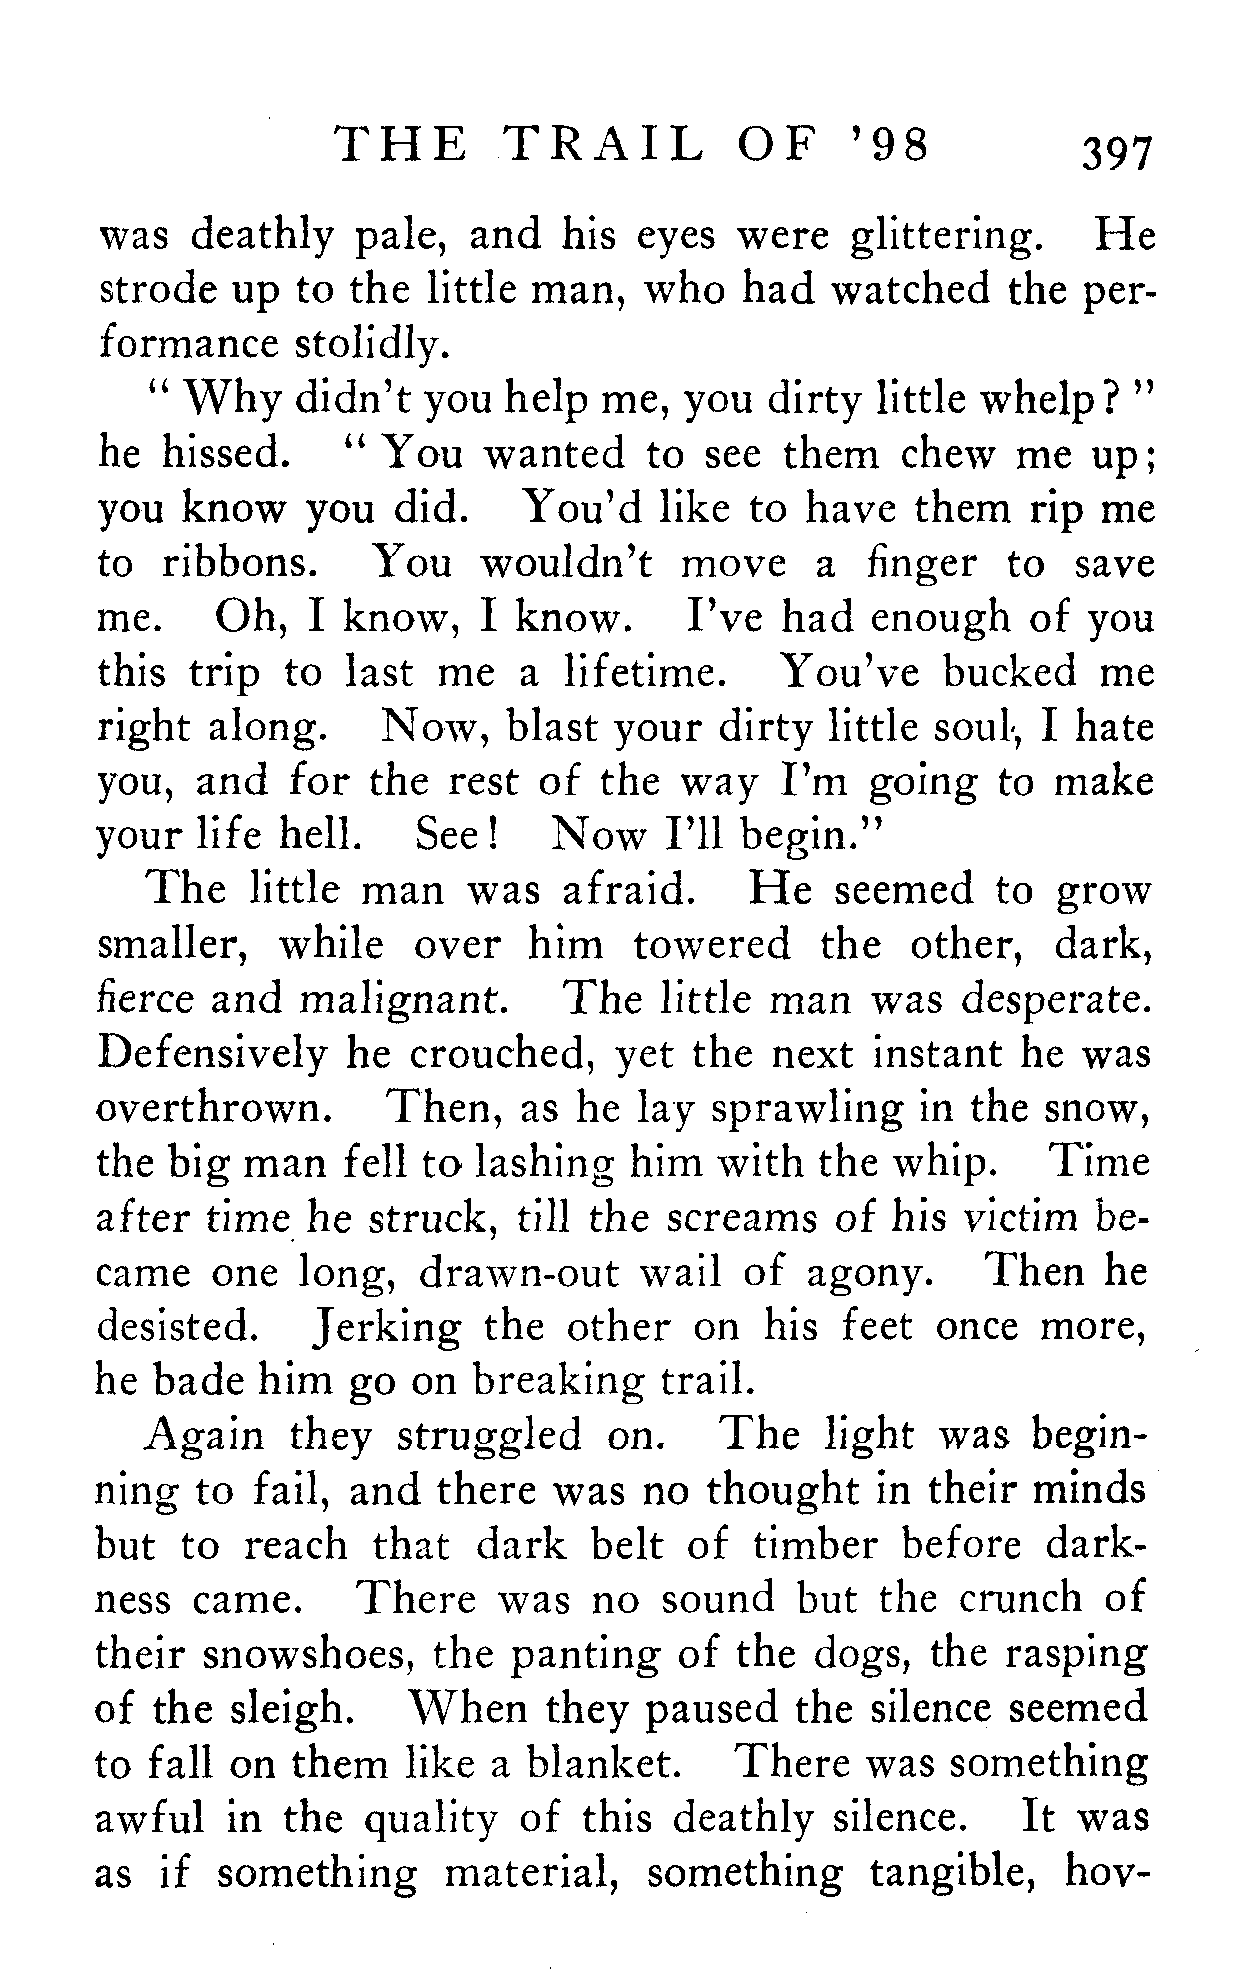 THE TRAIL OF '98 397
was deathly pale, and his eyes were glittering. He
strode up to the little man, who had watched the per-
formance stolidly.
" Why didn't you help me, you dirty little whelp? "
he hissed. " You wanted to see them chew me up;
you know you did. You'd like to have them rip me
to ribbons. You wouldn't move a finger to save
me. Oh, I know, I know. I've had enough of you
this trip to last me a lifetime. You've bucked me
right along. Now, blast your dirty little soul, I hate
you, and for the rest of the way I'm going to make
your life hell. See! Now I'll begin."
The little man was afraid. He seemed to grow
smaller, while over him towered the other, dark,
fierce and malignant. The little man was desperate.
Defensively he crouched, yet the next instant he was
overthrown. Then, as he lay sprawling in the snow,
the big man fell to lashing him with the whip. Time
after time he struck, till the screams of his victim be-
came one long, drawn-out wail of agony. Then he
desisted. Jerking the other on his feet once more,
he bade him go on breaking trail.
Again they struggled on. The light was begin-
ning to fail, and there was no thought in their minds
but to reach that dark belt of timber before dark-
ness came. There was no sound but the crunch of
their snowshoes, the panting of the dogs, the rasping
of the sleigh. When they paused the silence seemed
to fall on them like a blanket. There was something
awful in the quality of this deathly silence. It was
as if something material, something tangible, hov-